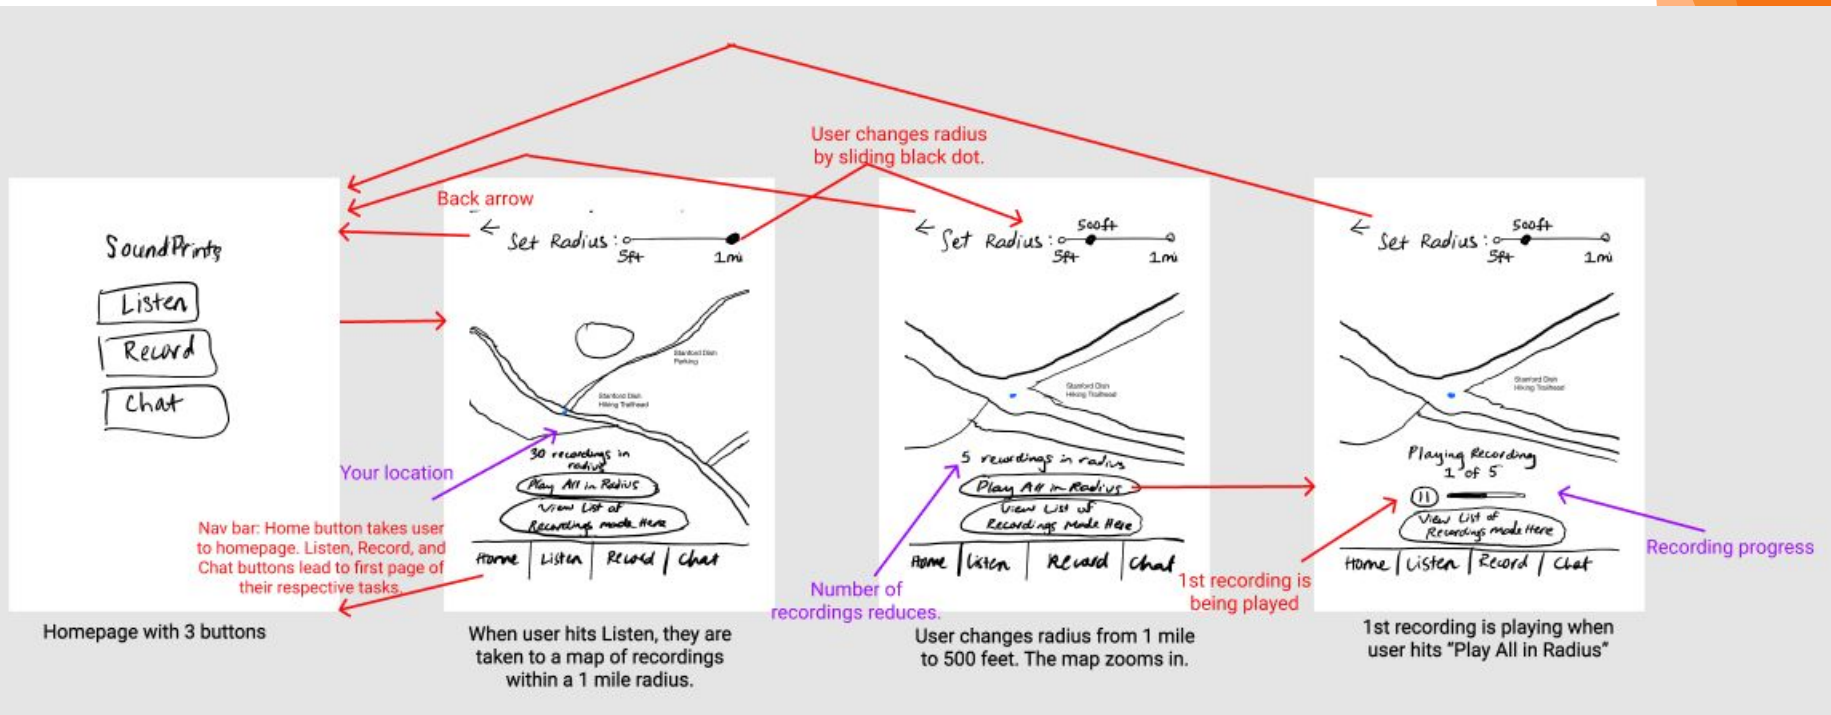 User changes radius
by sliding black dot.
Back arrow
SoundPrints
Listen
Record
Chat
Homepage with 3 buttons
← Set Radius:
5ft
1mi
Stanford Dish
Parking
Stanford Dish
Hiking Trailhead
Your location
30 recordings in
radius
Play All in Radius
View List of
Recordings made Here
Home | Listen | Record | Chat
Nav bar: Home button takes user
to homepage. Listen, Record, and
Chat buttons lead to first page of
their respective tasks.
When user hits Listen, they are
taken to a map of recordings
within a 1 mile radius.
500ft
← Set Radius:
5ft
1mi
Stanford Dish
Hiking Trailhead
5 recordings in radius
Play All in Radius
View List of
Recordings Made Here
Home | Listen | Record | Chat
Number of
recordings reduces.
User changes radius from 1 mile
to 500 feet. The map zooms in.
500ft
← Set Radius:
5ft
1mi
Stanford Dish
Hiking Trailhead
Playing Recording
1 of 5
View List of
Recordings made Here
Home | Listen | Record | Chat
1st recording is
being played
Recording progress
1st recording is playing when
user hits “Play All in Radius”